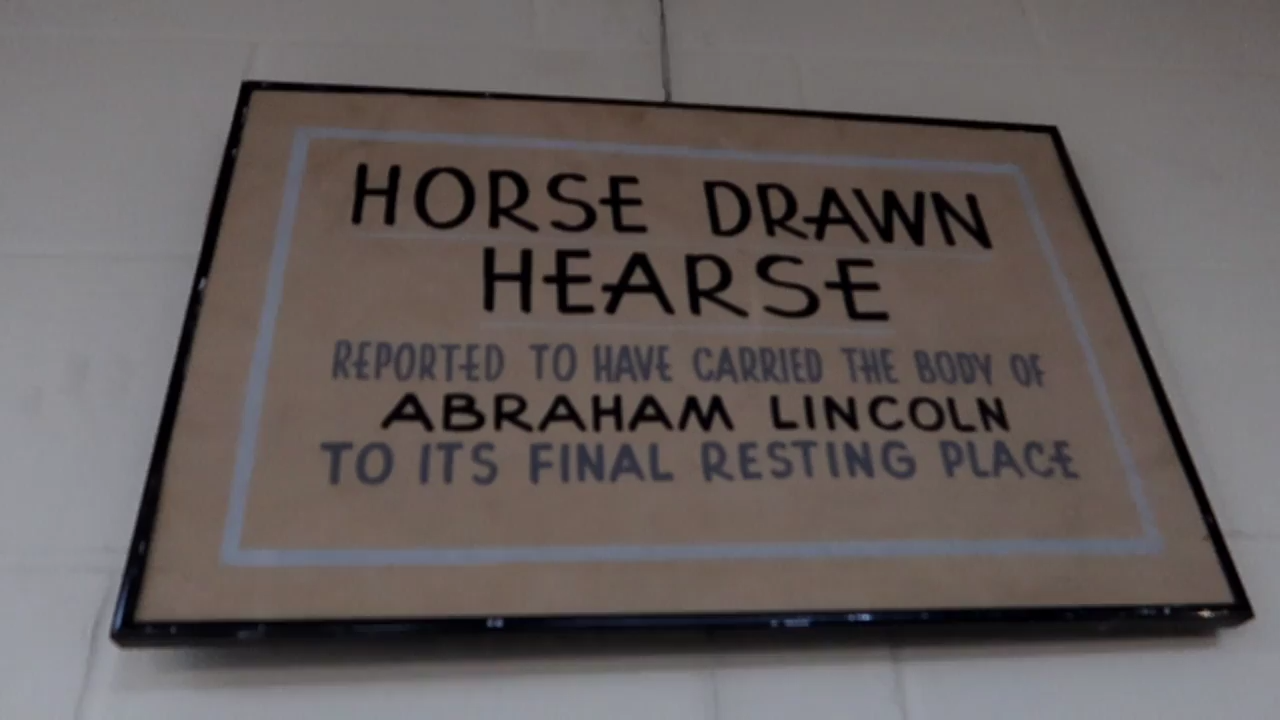 HORSE DRAWN
HEARSE
REPORTED TO HAVE CARRIED THE BODY OF
ABRAHAM LINCOLN
TO ITS FINAL RESTING PLACE